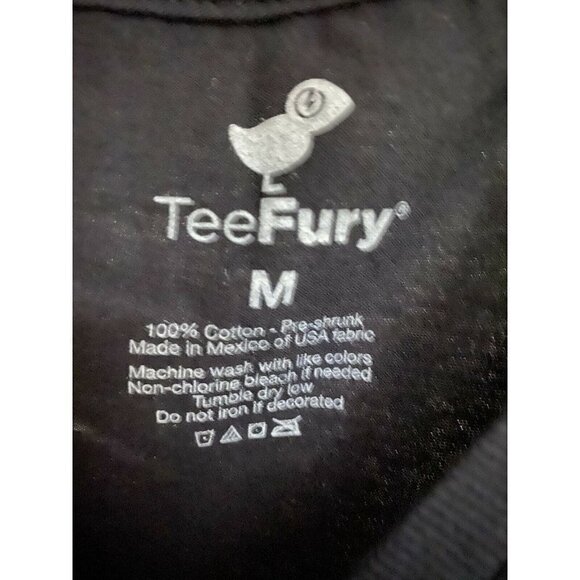 TeeFury®
M
100% Cotton - Pre-shrunk
Made in Mexico of USA fabric
Machine wash with like colors
Non-chlorine bleach if needed
Tumble dry low
Do not iron if decorated